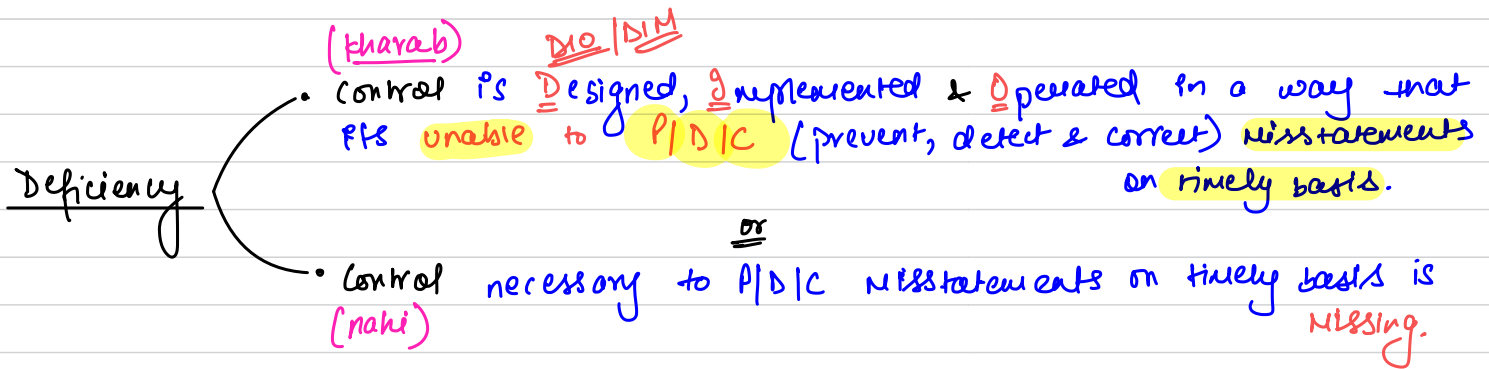 (kharab) DIO/DIM
• Control is Designed, Implemented & Operated in a way that
it's unable to P/D/C (prevent, detect & correct) Misstatements
on timely basis.
Deficiency
or
• Control necessary to P/D/C Misstatements on timely basis is
(nahi) Missing.